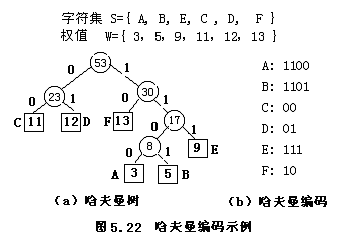 字符集 S={ A, B, E, C , D,  F }
权值 W={ 3, 5, 9, 11, 12, 13 }
53
0 1
23 30
0 1 0 1
C 11 12 D F 13 17
0 1
8 9 E
0 1
A 3 5 B
A: 1100
B: 1101
C: 00
D: 01
E: 111
F: 10
(a) 哈夫曼树 (b) 哈夫曼编码
图5.22 哈夫曼编码示例